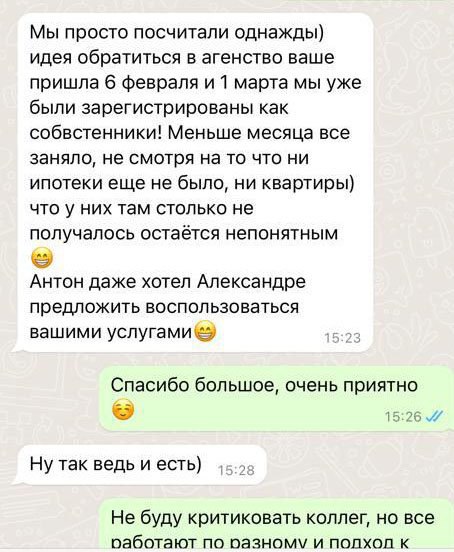 Мы просто посчитали однажды)
идея обратиться в агенство ваше
пришла 6 февраля и 1 марта мы уже
были зарегистрированы как
собвстенники! Меньше месяца все
заняло, не смотря на то что ни
ипотеки еще не было, ни квартиры)
что у них там столько не
получалось остаётся непонятным
😁
Антон даже хотел Александре
предложить воспользоваться
вашими услугами😁
15:23
Спасибо большое, очень приятно
☺️
15:26
Ну так ведь и есть) 15:28
Не буду критиковать коллег, но все
работают по разному и подход к